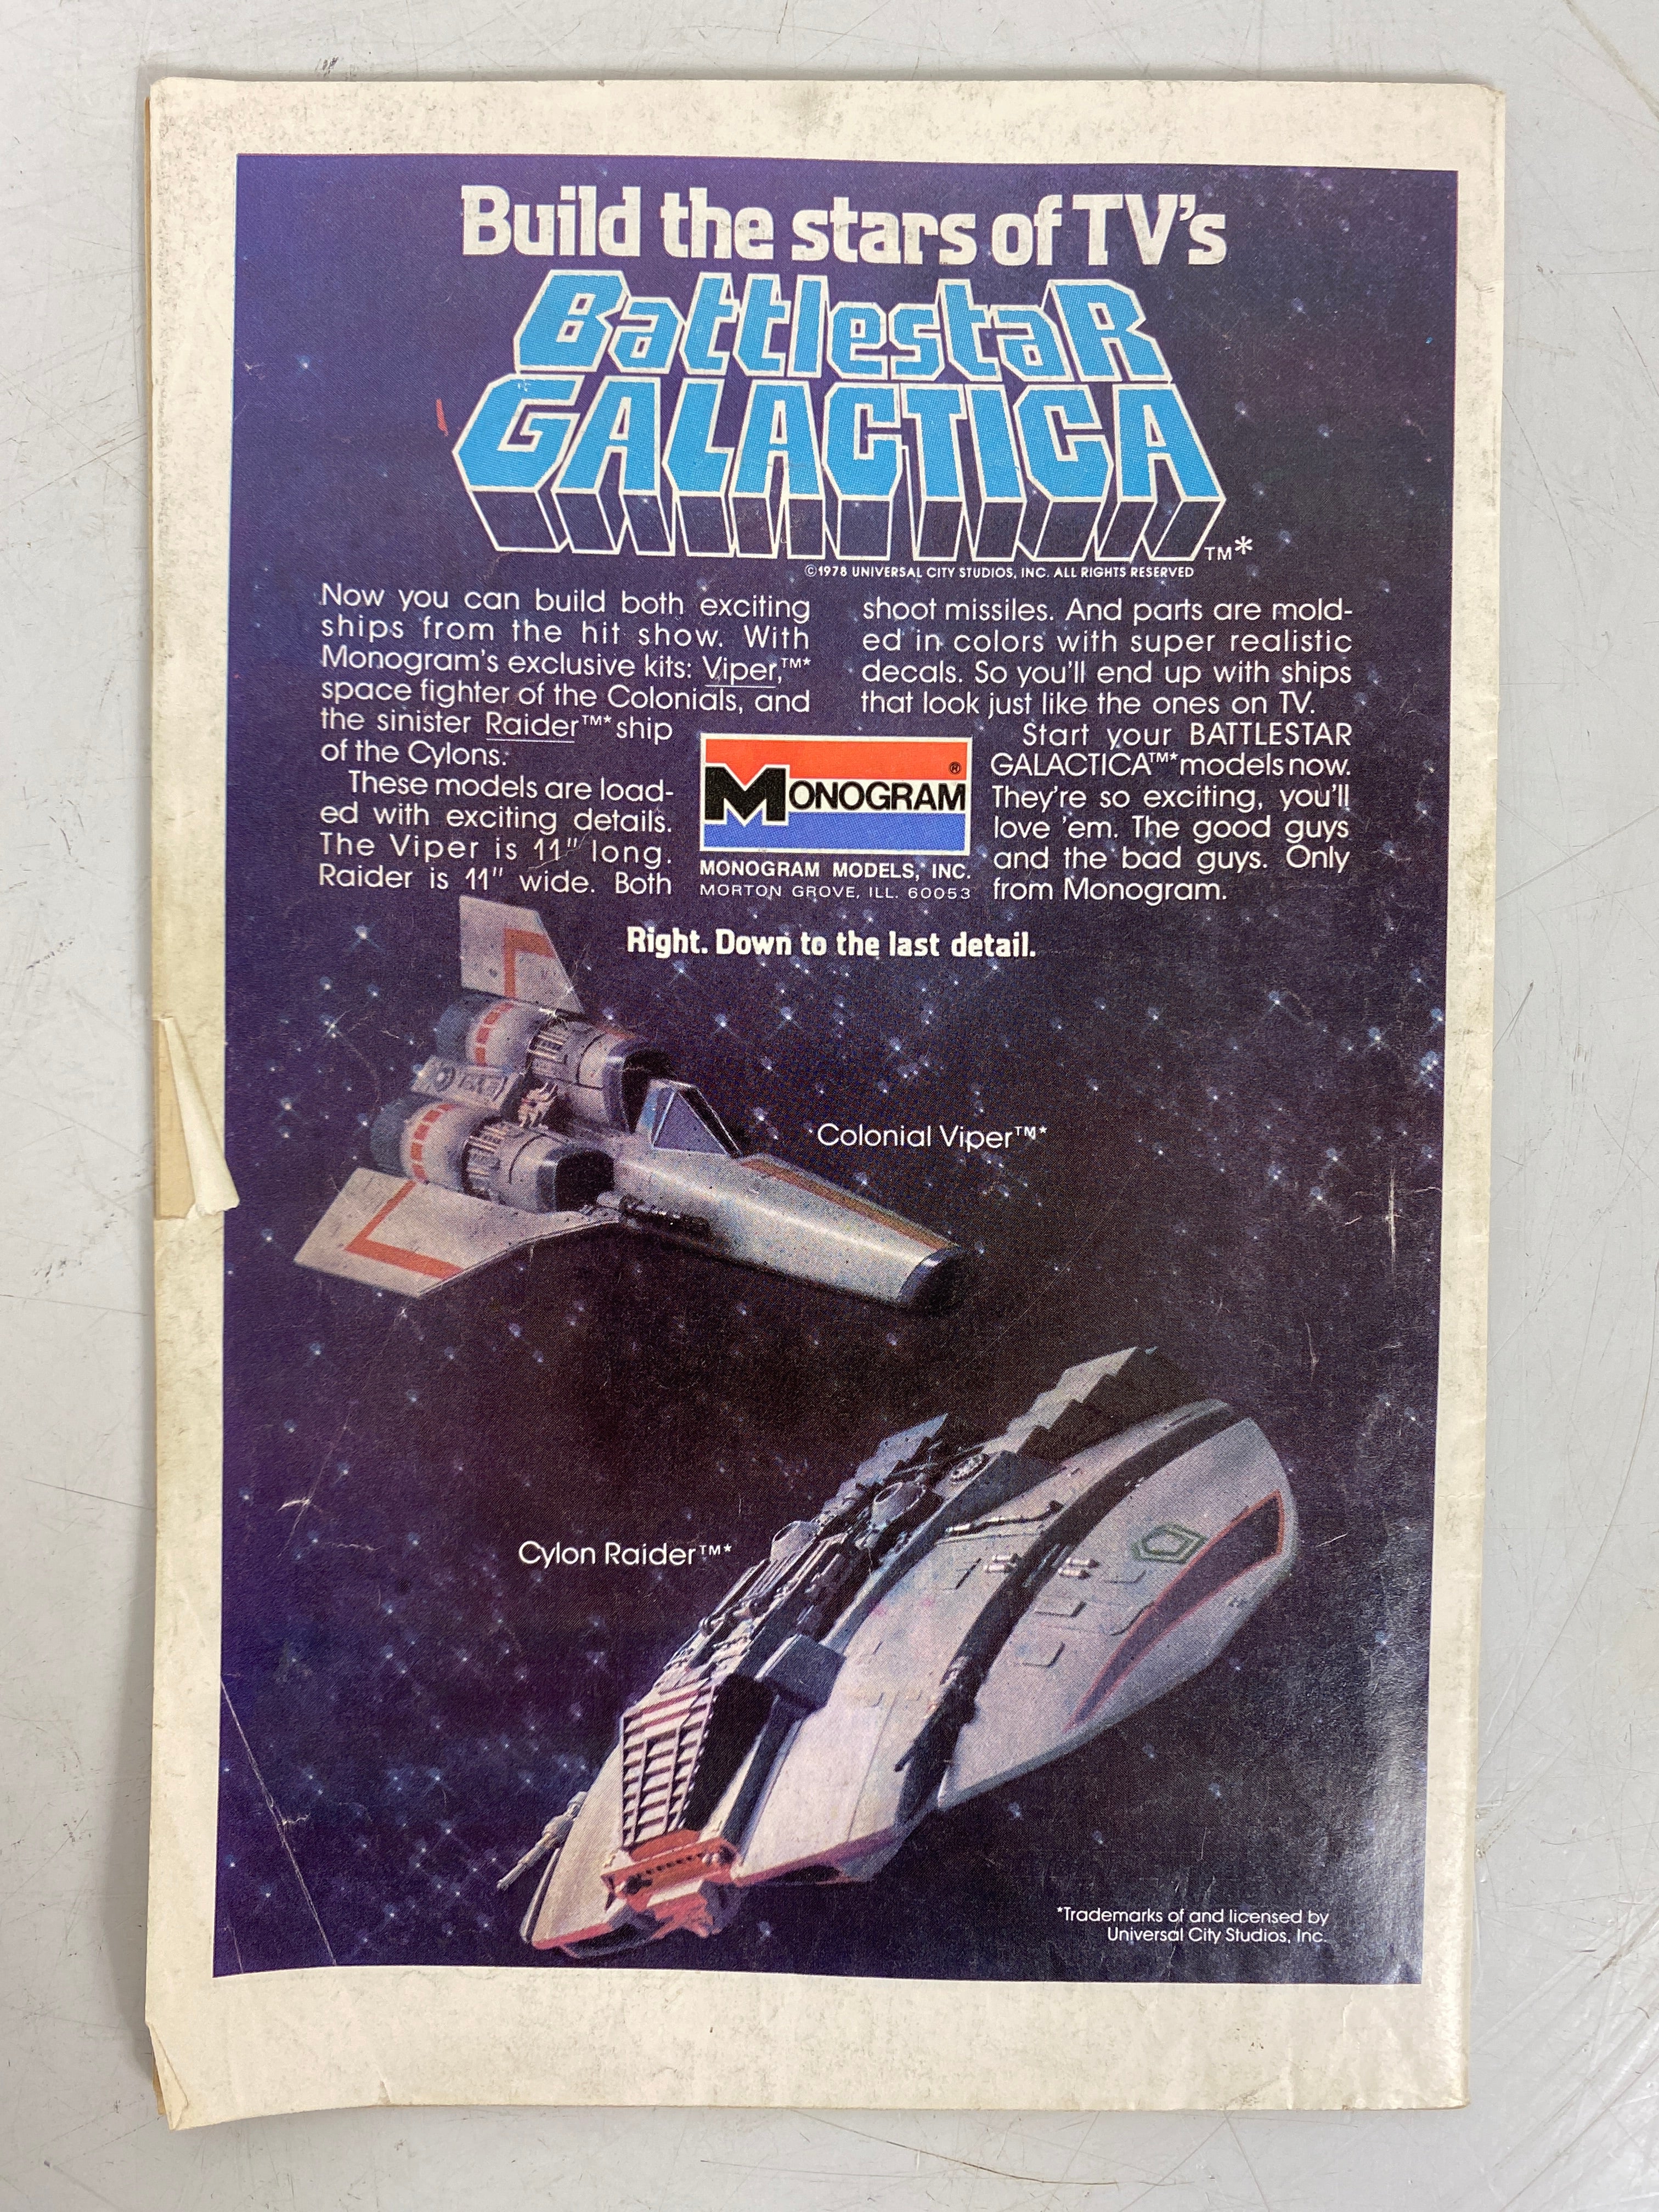 Build the stars of TV's
Battlestar
GALACTICA
TM*
©1978 UNIVERSAL CITY STUDIOS, INC. ALL RIGHTS RESERVED
Now you can build both exciting
ships from the hit show. With
Monogram's exclusive kits: Viper,™*
space fighter of the Colonials, and
the sinister Raider™* ship
of the Cylons.
These models are load-
ed with exciting details.
The Viper is 11" long.
Raider is 11" wide. Both
shoot missiles. And parts are mold-
ed in colors with super realistic
decals. So you'll end up with ships
that look just like the ones on TV.
Start your BATTLESTAR
GALACTICA™* models now.
They're so exciting, you'll
love 'em. The good guys
and the bad guys. Only
from Monogram.
MONOGRAM®
MONOGRAM MODELS, INC.
MORTON GROVE, ILL. 60053
Right. Down to the last detail.
Colonial Viper™*
Cylon Raider™*
*Trademarks of and licensed by
Universal City Studios, Inc.